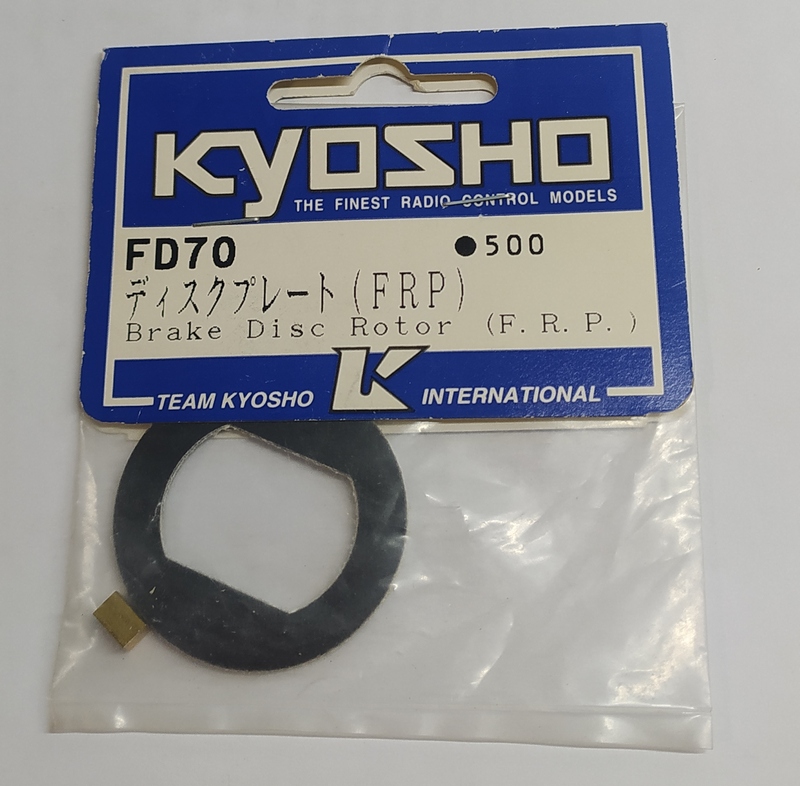 KYOSHO
THE FINEST RADIO CONTROL MODELS
FD70 ●500
ディスクプレート(FRP)
Brake Disc Rotor (F.R.P.)
TEAM KYOSHO K INTERNATIONAL